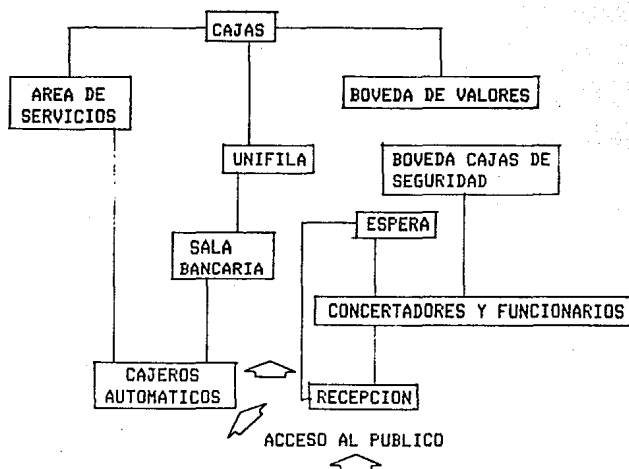 CAJAS
AREA DE
SERVICIOS
BOVEDA DE VALORES
UNIFILA
BOVEDA CAJAS DE
SEGURIDAD
ESPERA
SALA
BANCARIA
CONCERTADORES Y FUNCIONARIOS
CAJEROS
AUTOMATICOS
RECEPCION
ACCESO AL PUBLICO